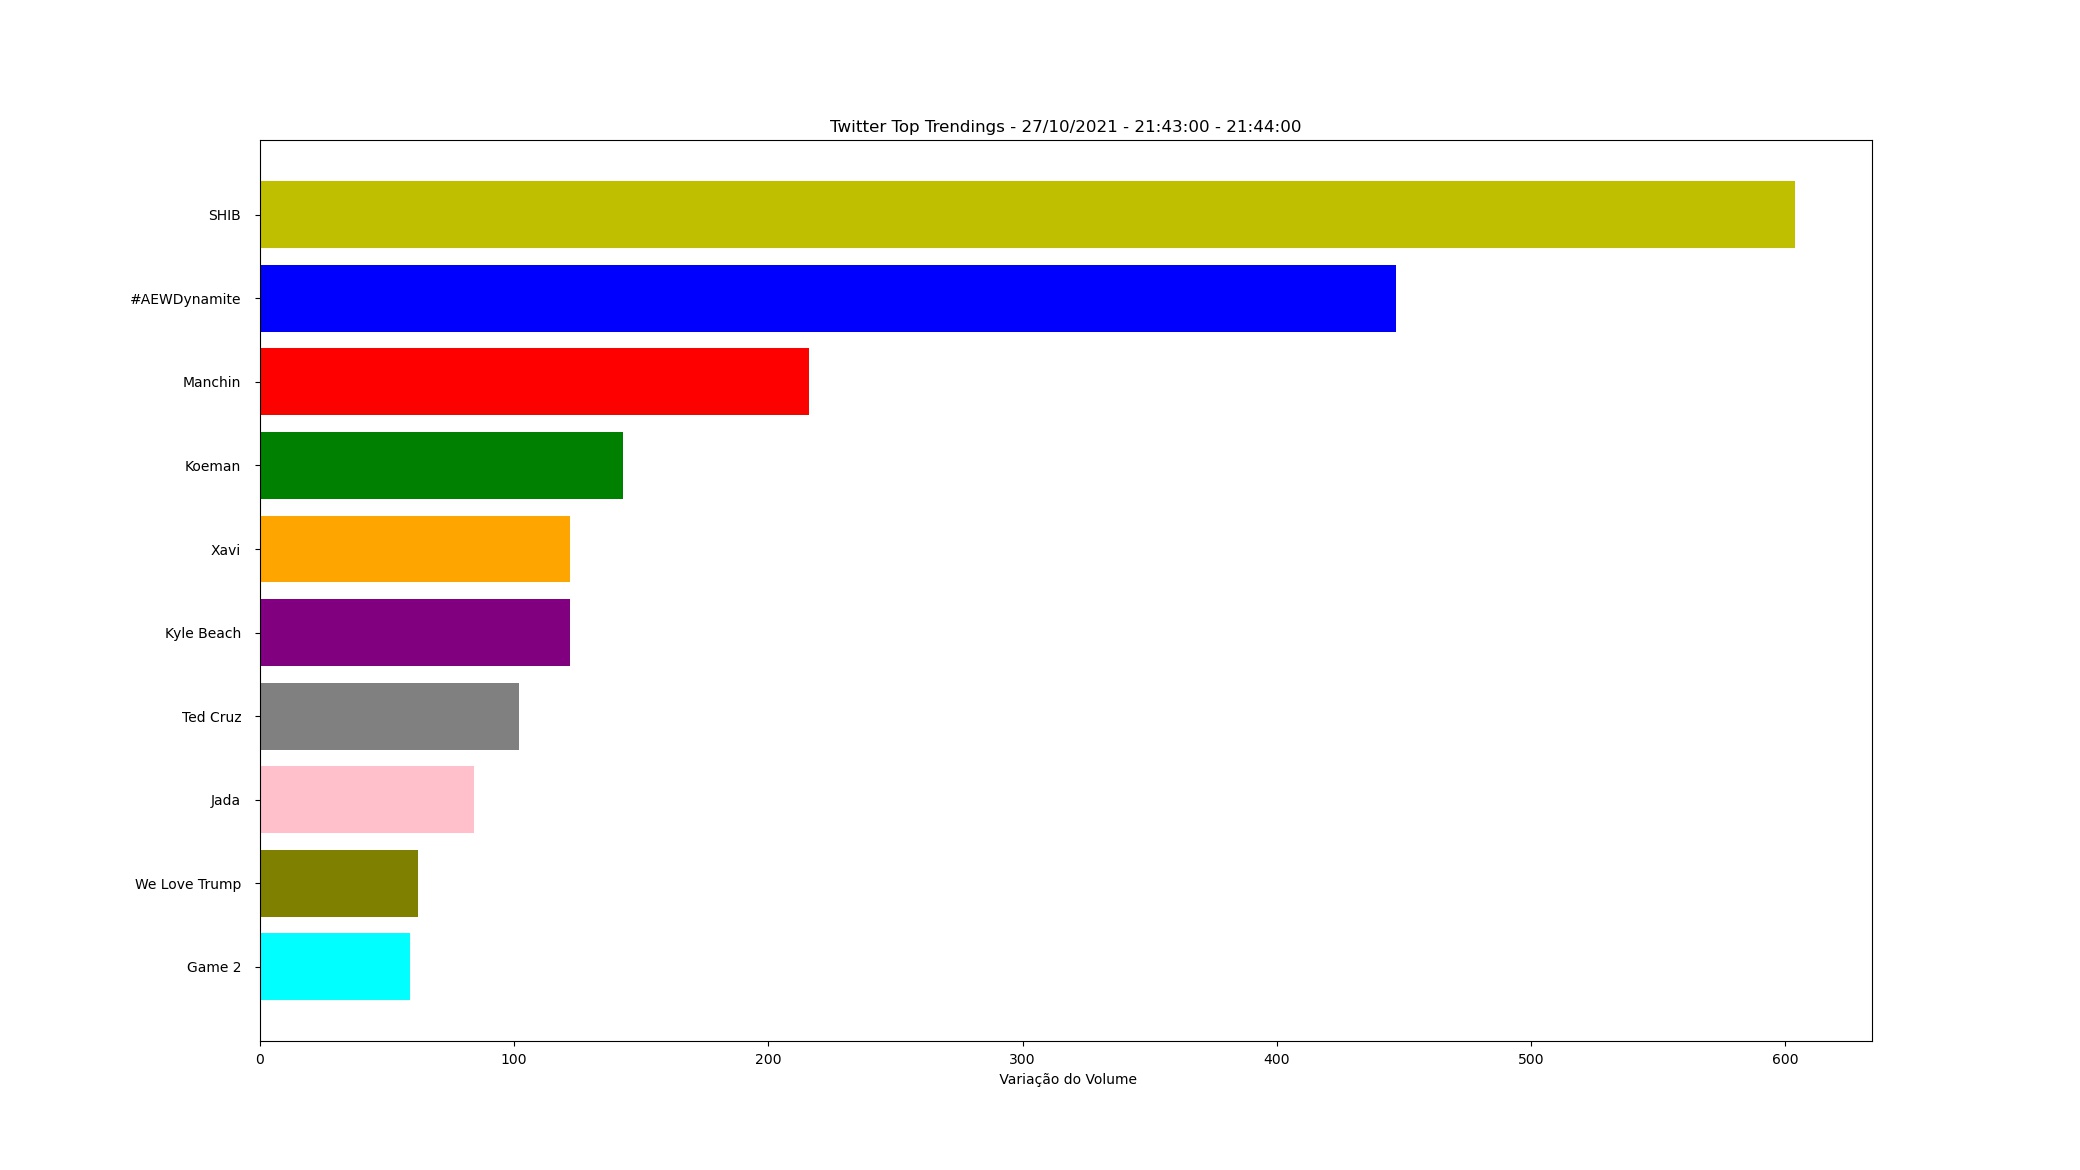 Twitter Top Trendings - 27/10/2021 - 21:43:00 - 21:44:00
SHIB
#AEWDynamite
Manchin
Koeman
Xavi
Kyle Beach
Ted Cruz
Jada
We Love Trump
Game 2
0 100 200 300 400 500 600
Variação do Volume